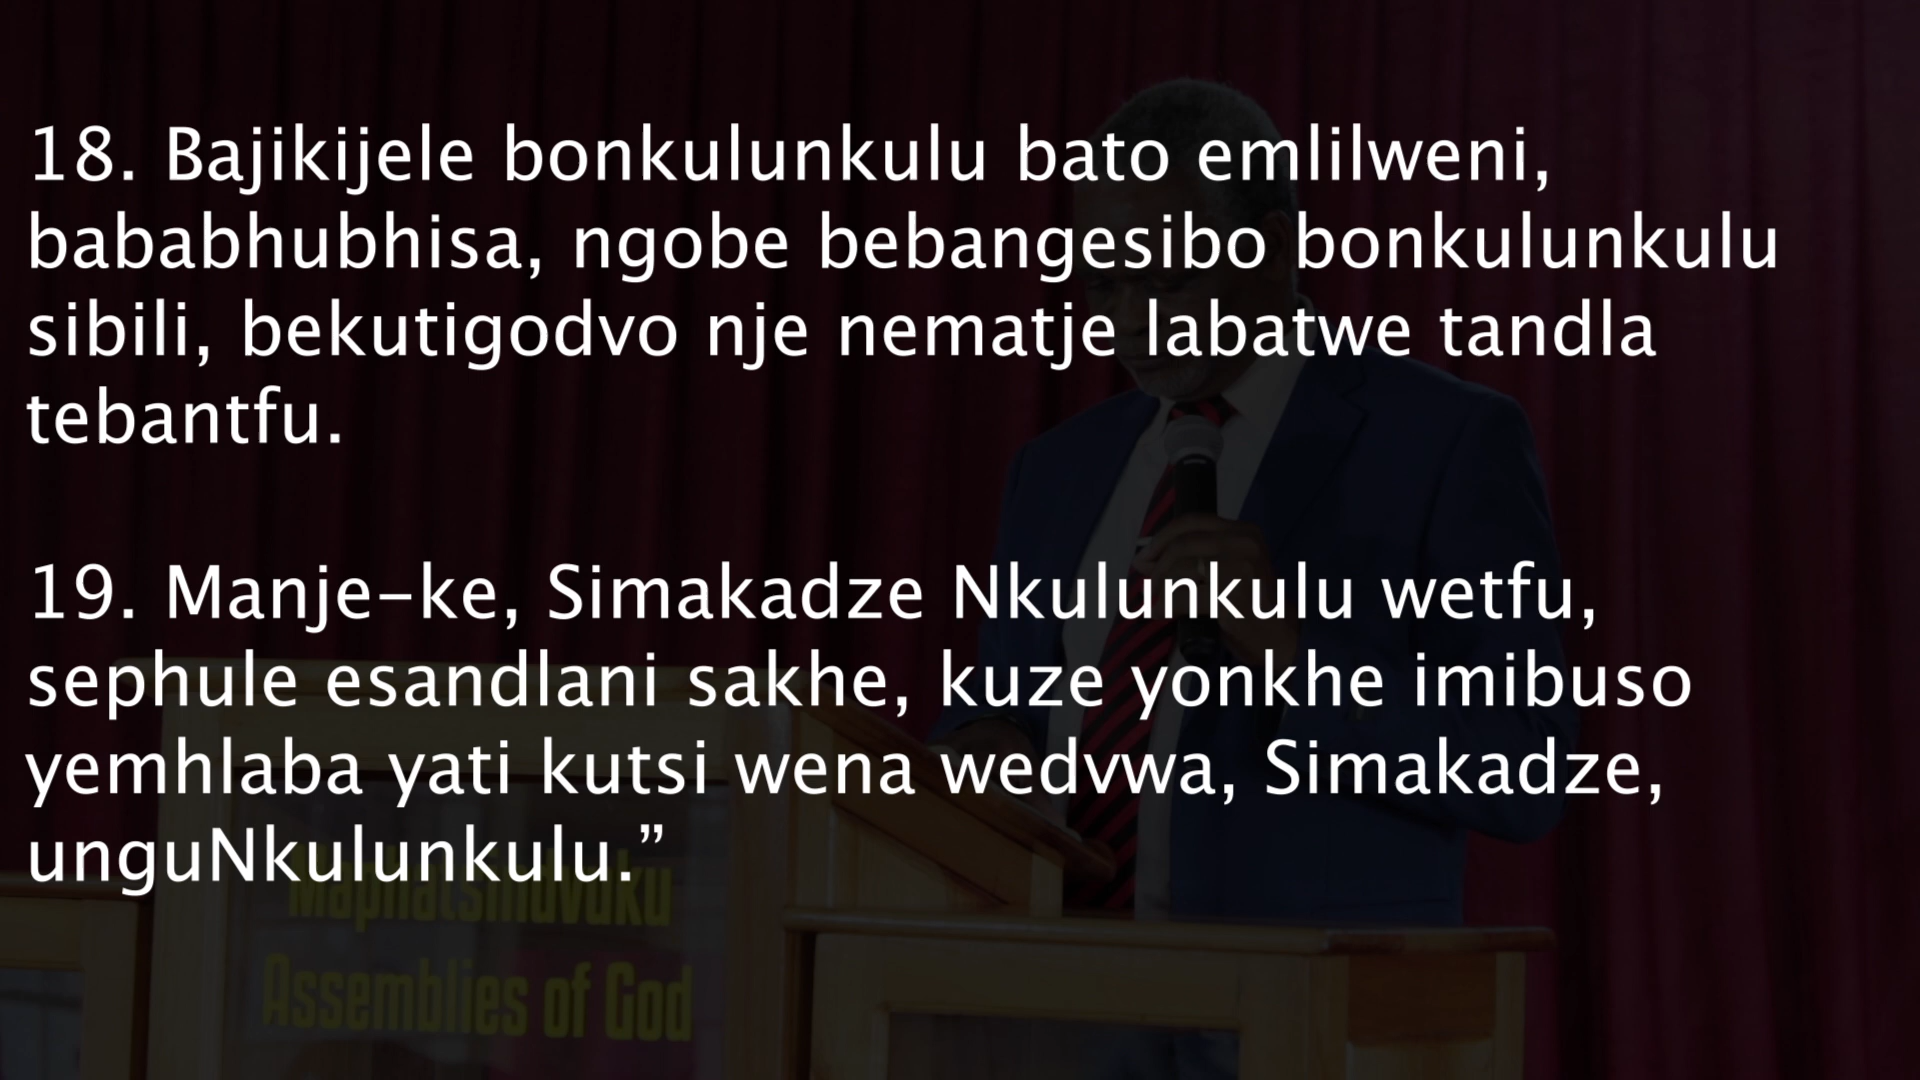 18. Bajikijele bonkulunkulu bato emlilweni,
bababhubhisa, ngobe bebangesibo bonkulunkulu
sibili, bekutigodvo nje nematje labatwe tandla
tebantfu.
19. Manje-ke, Simakadze Nkulunkulu wetfu,
sephule esandlani sakhe, kuze yonkhe imibuso
yemhlaba yati kutsi wena wedvwa, Simakadze,
unguNkulunkulu.”
Assemblies of God